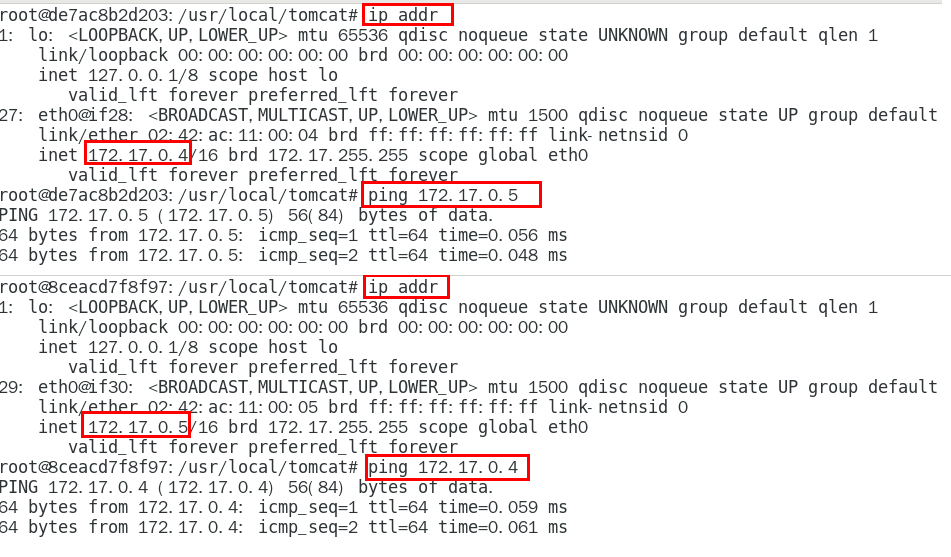 root@de7ac8b2d203:/usr/local/tomcat# ip addr
1: lo: <LOOPBACK,UP,LOWER_UP> mtu 65536 qdisc noqueue state UNKNOWN group default qlen 1
link/loopback 00:00:00:00:00:00 brd 00:00:00:00:00:00
inet 127.0.0.1/8 scope host lo
valid_lft forever preferred_lft forever
27: eth0@if28: <BROADCAST,MULTICAST,UP,LOWER_UP> mtu 1500 qdisc noqueue state UP group default
link/ether 02:42:ac:11:00:04 brd ff:ff:ff:ff:ff:ff link-netnsid 0
inet 172.17.0.4/16 brd 172.17.255.255 scope global eth0
valid_lft forever preferred_lft forever
root@de7ac8b2d203:/usr/local/tomcat# ping 172.17.0.5
PING 172.17.0.5 (172.17.0.5) 56(84) bytes of data.
64 bytes from 172.17.0.5: icmp_seq=1 ttl=64 time=0.056 ms
64 bytes from 172.17.0.5: icmp_seq=2 ttl=64 time=0.048 ms
root@8ceacd7f8f97:/usr/local/tomcat# ip addr
1: lo: <LOOPBACK,UP,LOWER_UP> mtu 65536 qdisc noqueue state UNKNOWN group default qlen 1
link/loopback 00:00:00:00:00:00 brd 00:00:00:00:00:00
inet 127.0.0.1/8 scope host lo
valid_lft forever preferred_lft forever
29: eth0@if30: <BROADCAST,MULTICAST,UP,LOWER_UP> mtu 1500 qdisc noqueue state UP group default
link/ether 02:42:ac:11:00:05 brd ff:ff:ff:ff:ff:ff link-netnsid 0
inet 172.17.0.5/16 brd 172.17.255.255 scope global eth0
valid_lft forever preferred_lft forever
root@8ceacd7f8f97:/usr/local/tomcat# ping 172.17.0.4
PING 172.17.0.4 (172.17.0.4) 56(84) bytes of data.
64 bytes from 172.17.0.4: icmp_seq=1 ttl=64 time=0.059 ms
64 bytes from 172.17.0.4: icmp_seq=2 ttl=64 time=0.061 ms